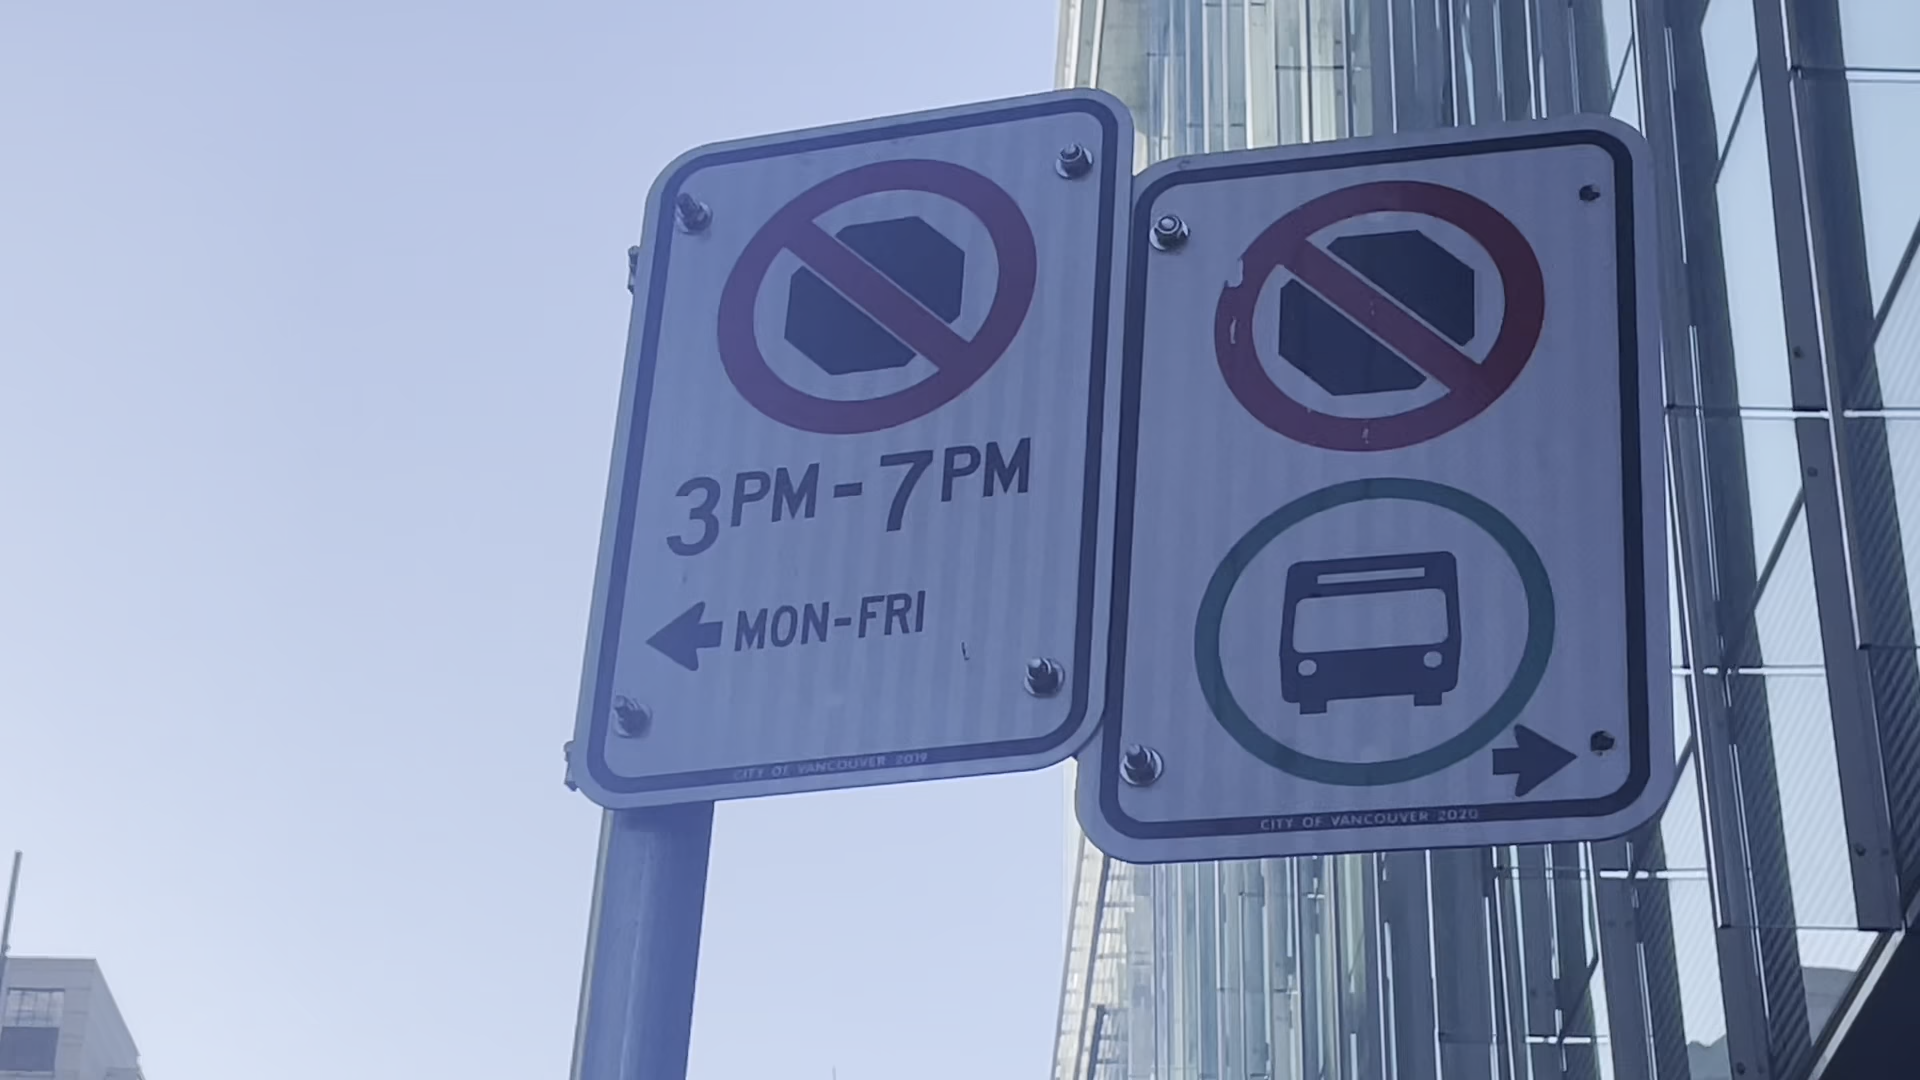 3PM-7PM
MON-FRI
CITY OF VANCOUVER 2019
CITY OF VANCOUVER 2020